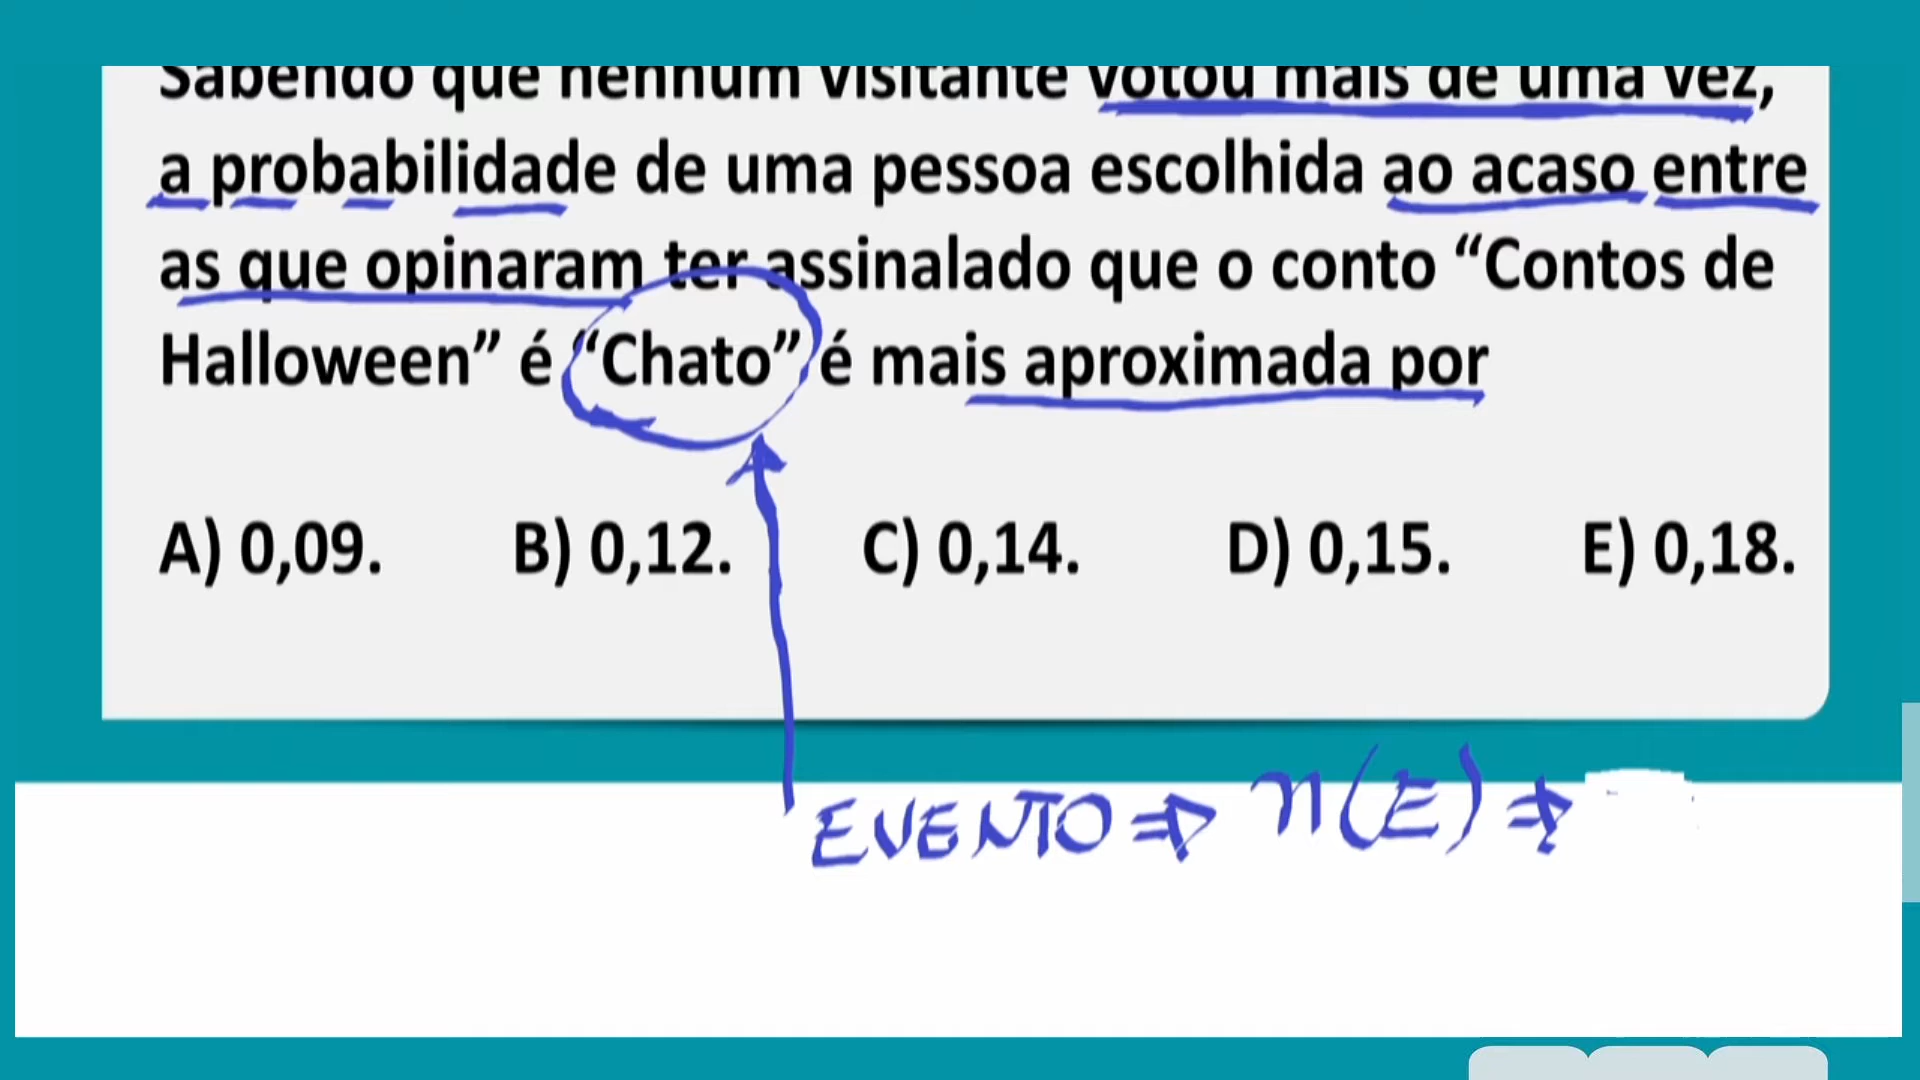 Sabendo que nenhum visitante votou mais de uma vez,
a probabilidade de uma pessoa escolhida ao acaso entre
as que opinaram ter assinalado que o conto “Contos de
Halloween” é “Chato” é mais aproximada por
A) 0,09. B) 0,12. C) 0,14. D) 0,15. E) 0,18.
EVENTO ⇒ n(E) ⇒